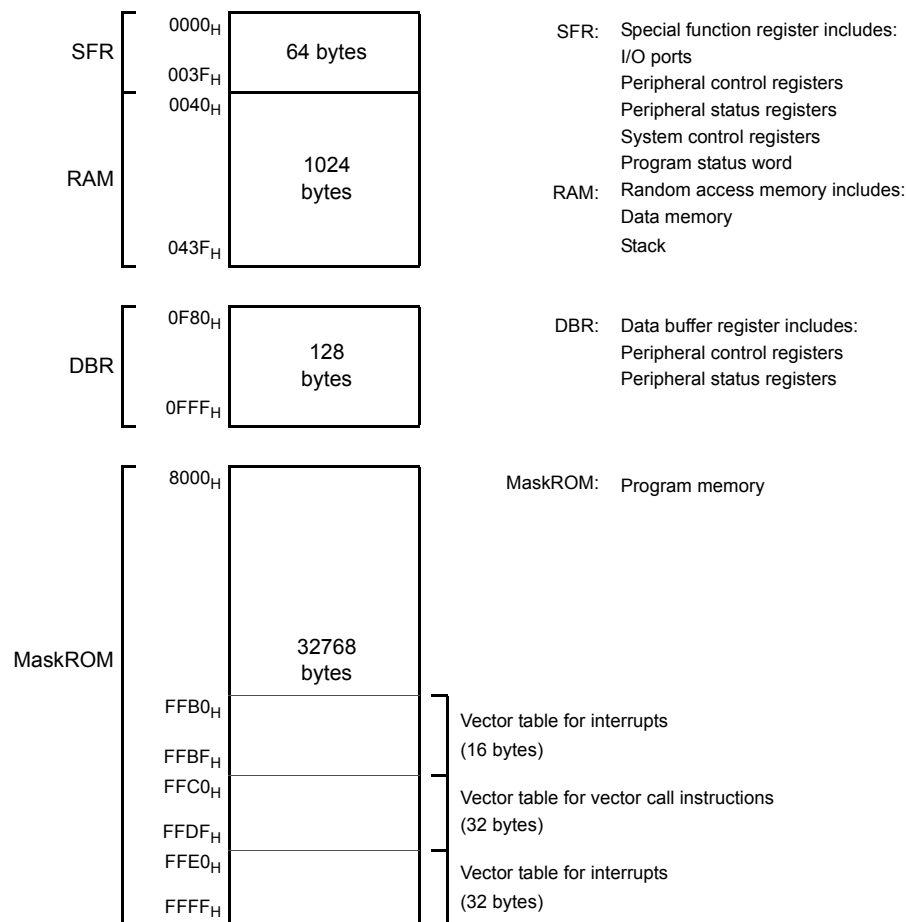 0000H
SFR
64 bytes
003FH
0040H
RAM
1024
bytes
043FH
SFR: Special function register includes:
I/O ports
Peripheral control registers
Peripheral status registers
System control registers
Program status word
RAM: Random access memory includes:
Data memory
Stack
0F80H
DBR
128
bytes
0FFFH
DBR: Data buffer register includes:
Peripheral control registers
Peripheral status registers
8000H
MaskROM: Program memory
MaskROM
32768
bytes
FFB0H
Vector table for interrupts
(16 bytes)
FFBFH
FFC0H
Vector table for vector call instructions
(32 bytes)
FFDFH
FFE0H
Vector table for interrupts
(32 bytes)
FFFFH